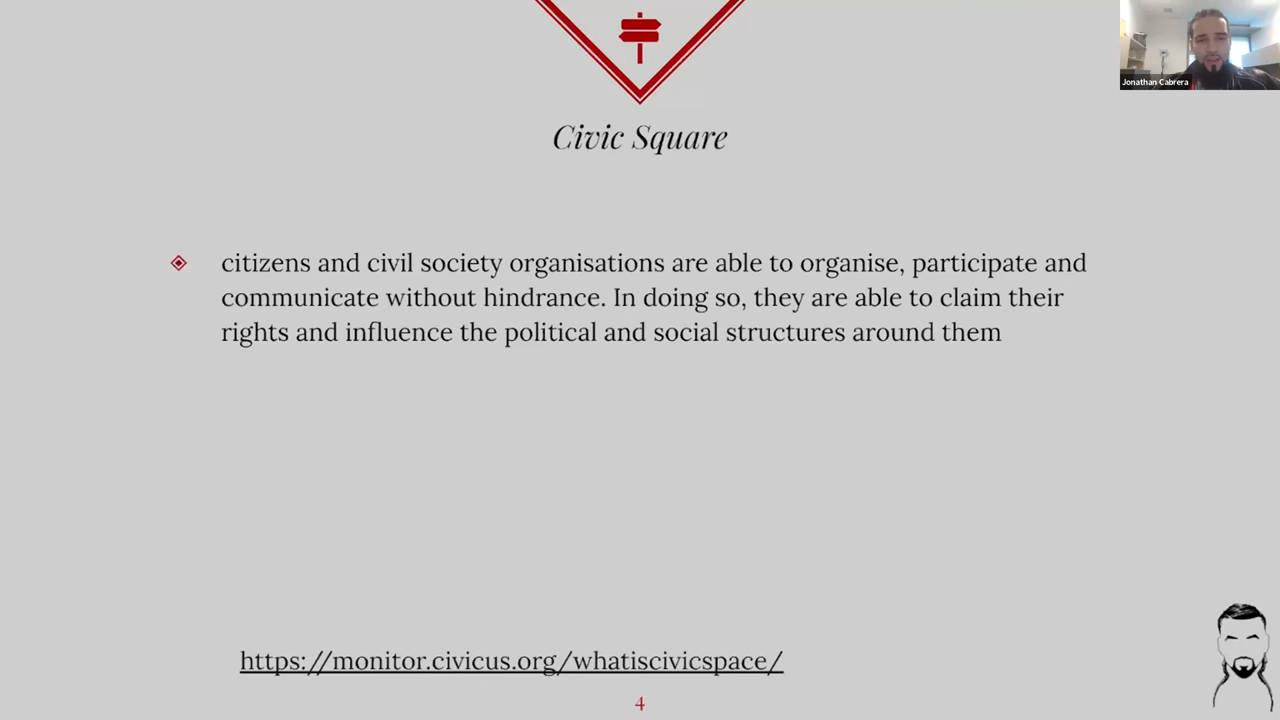 Jonathan Cabrera
Civic Square
citizens and civil society organisations are able to organise, participate and
communicate without hindrance. In doing so, they are able to claim their
rights and influence the political and social structures around them
https://monitor.civicus.org/whatiscivicspace/
4